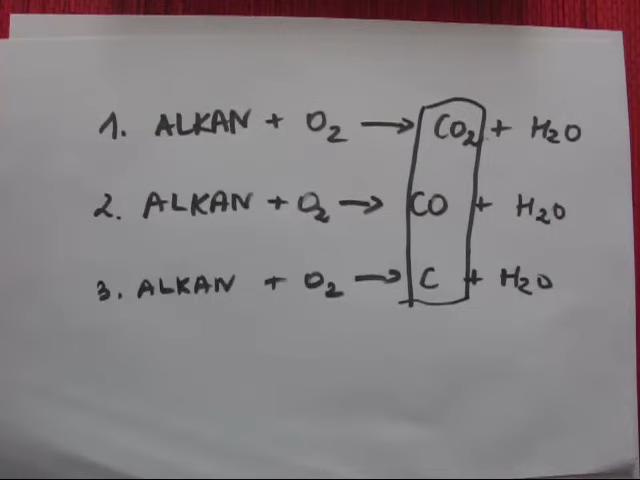 1. ALKAN + O₂ → CO₂ + H₂O
2. ALKAN + O₂ → CO + H₂O
3. ALKAN + O₂ → C + H₂O